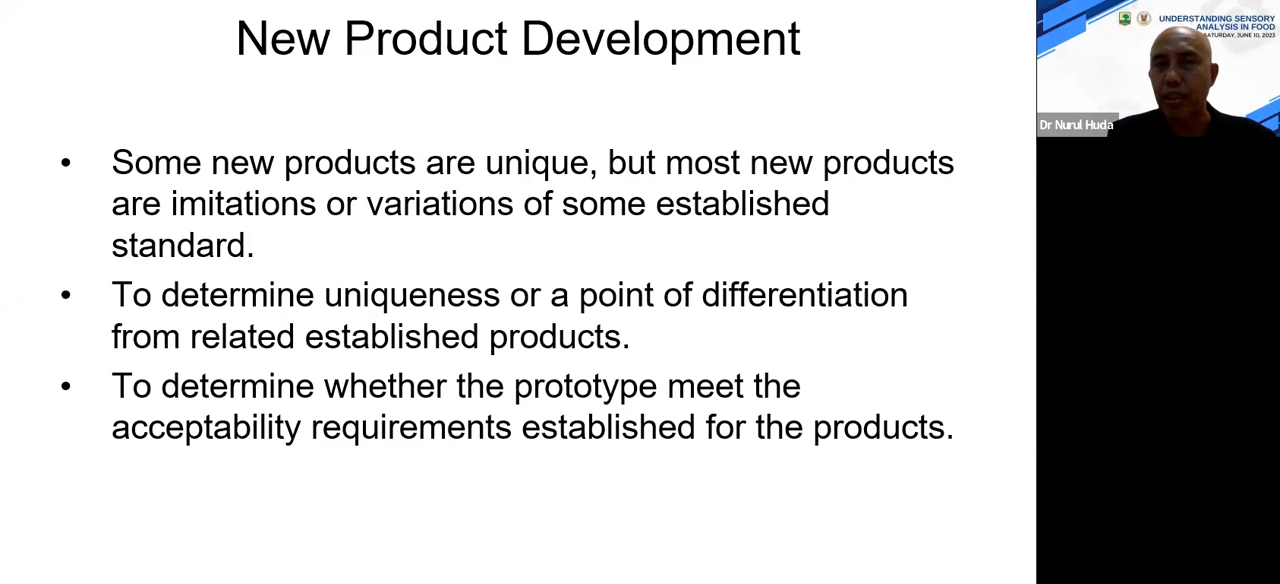 New Product Development
• Some new products are unique, but most new products
are imitations or variations of some established
standard.
• To determine uniqueness or a point of differentiation
from related established products.
• To determine whether the prototype meet the
acceptability requirements established for the products.
UNDERSTANDING SENSORY
ANALYSIS IN FOOD
SATURDAY, JUNE 10, 2023
Dr Nurul Huda